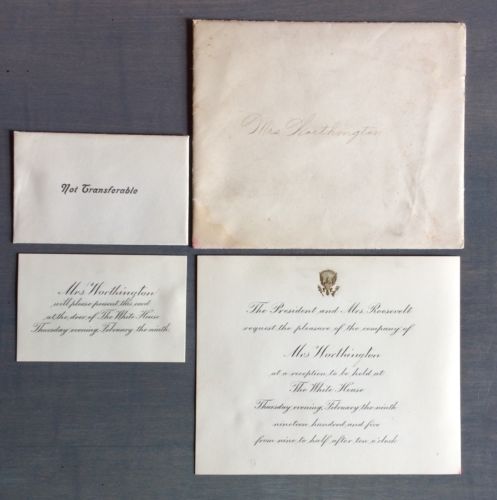 Mrs Worthington
Not Transferable
Mrs Worthington
will please present this card
at the door of The White House
Thursday evening, February the ninth
The President and Mrs. Roosevelt
request the pleasure of the company of
Mrs Worthington
at a reception to be held at
The White House
Thursday evening, February the ninth
nineteen hundred and five
from nine to half after ten o'clock